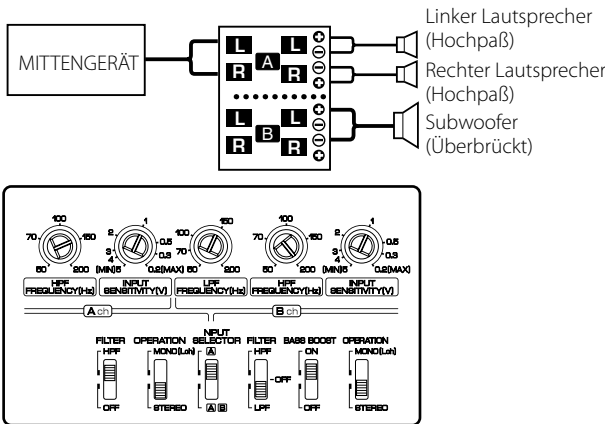 MITTENGERÄT
L L
R R
A
L L
R R
B
Linker Lautsprecher
(Hochpaß)
Rechter Lautsprecher
(Hochpaß)
Subwoofer
(Überbrückt)
100
70 150
50 200
HPF
FREQUENCY(Hz)
1
2 0.5
3 0.3
4
(MIN)5 0.2(MAX)
INPUT
SENSITIVITY(V)
150
100
70
50 200
LPF
FREQUENCY(Hz)
100
70 150
50 200
HPF
FREQUENCY(Hz)
1
2 0.5
3 0.3
4
(MIN)5 0.2(MAX)
INPUT
SENSITIVITY(V)
A ch
B ch
FILTER
HPF
OFF
OPERATION
MONO(Lch)
STEREO
INPUT
SELECTOR
A
A B
FILTER
HPF
OFF
LPF
BASS BOOST
ON
OFF
OPERATION
MONO(Lch)
STEREO